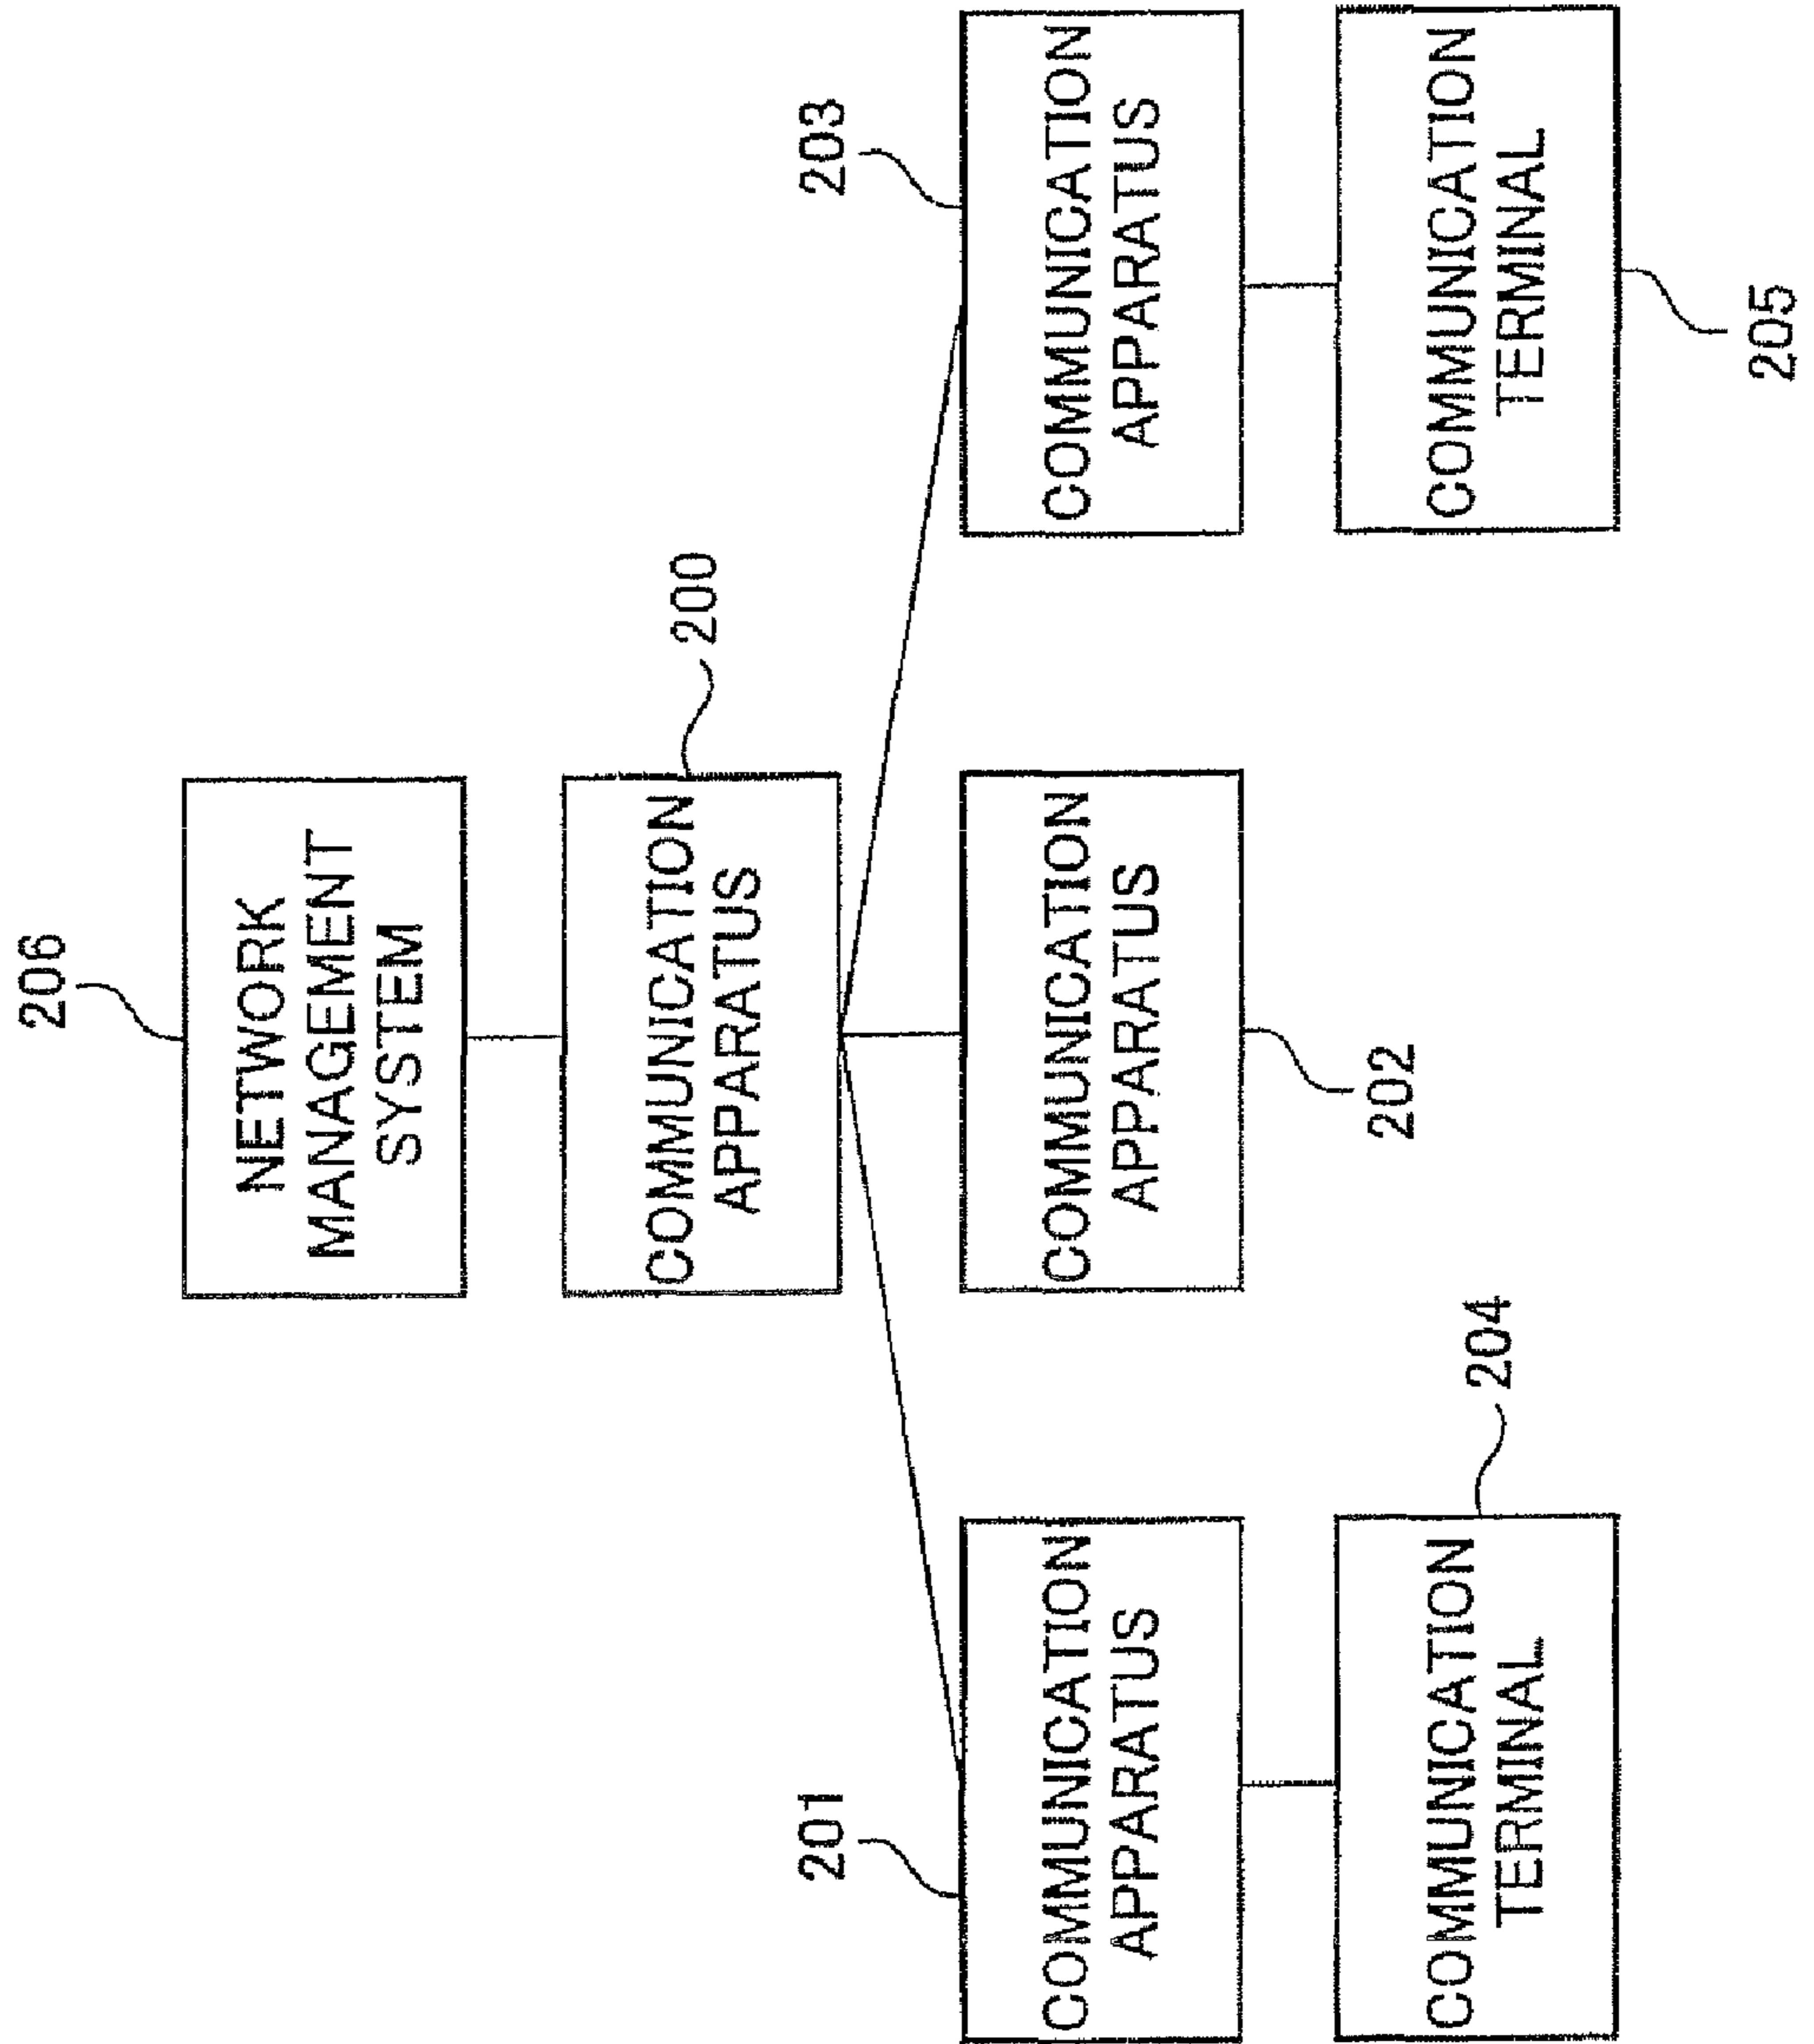 206
NETWORK
MANAGEMENT
SYSTEM
200
COMMUNICATION
APPARATUS
201
COMMUNICATION
APPARATUS
COMMUNICATION
APPARATUS
202
203
COMMUNICATION
APPARATUS
204
COMMUNICATION
TERMINAL
COMMUNICATION
TERMINAL
205